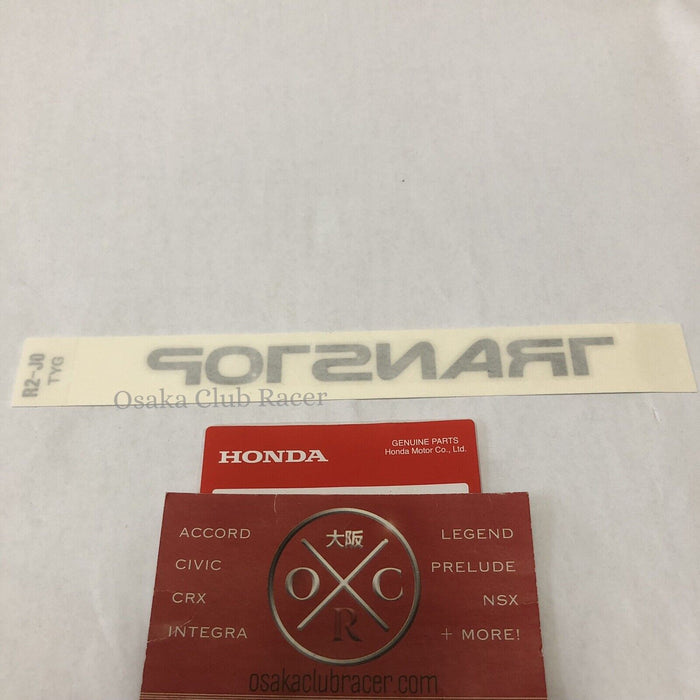 R2-J0
TYG
TRANSTOP
Osaka Club Racer
HONDA
GENUINE PARTS
Honda Motor Co., Ltd.
ACCORD
CIVIC
CRX
INTEGRA
大阪
O C
R
LEGEND
PRELUDE
NSX
+ MORE!
osakaclubracer.com